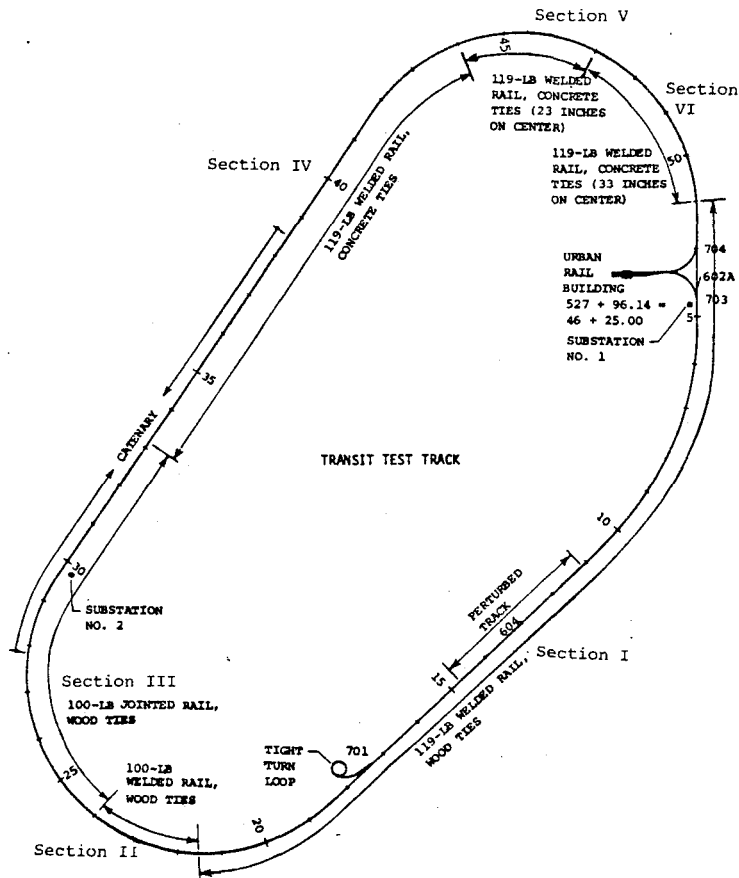 Section V
45
119-LB WELDED
RAIL, CONCRETE
TIES (23 INCHES
ON CENTER)
Section
VI
Section IV
40
119-LB WELDED RAIL,
CONCRETE TIES
119-LB WELDED
RAIL, CONCRETE
TIES (33 INCHES
ON CENTER)
50
URBAN
RAIL
BUILDING
527 + 96.14 =
46 + 25.00
704
602A
703
5
SUBSTATION
NO. 1
35
CATENARY
TRANSIT TEST TRACK
10
30
SUBSTATION
NO. 2
PERTURBED
TRACK
604
Section I
15
119-LB WELDED RAIL,
WOOD TIES
Section III
100-LB JOINTED RAIL,
WOOD TIES
TIGHT
TURN
LOOP
701
25
100-LB
WELDED RAIL,
WOOD TIES
20
Section II